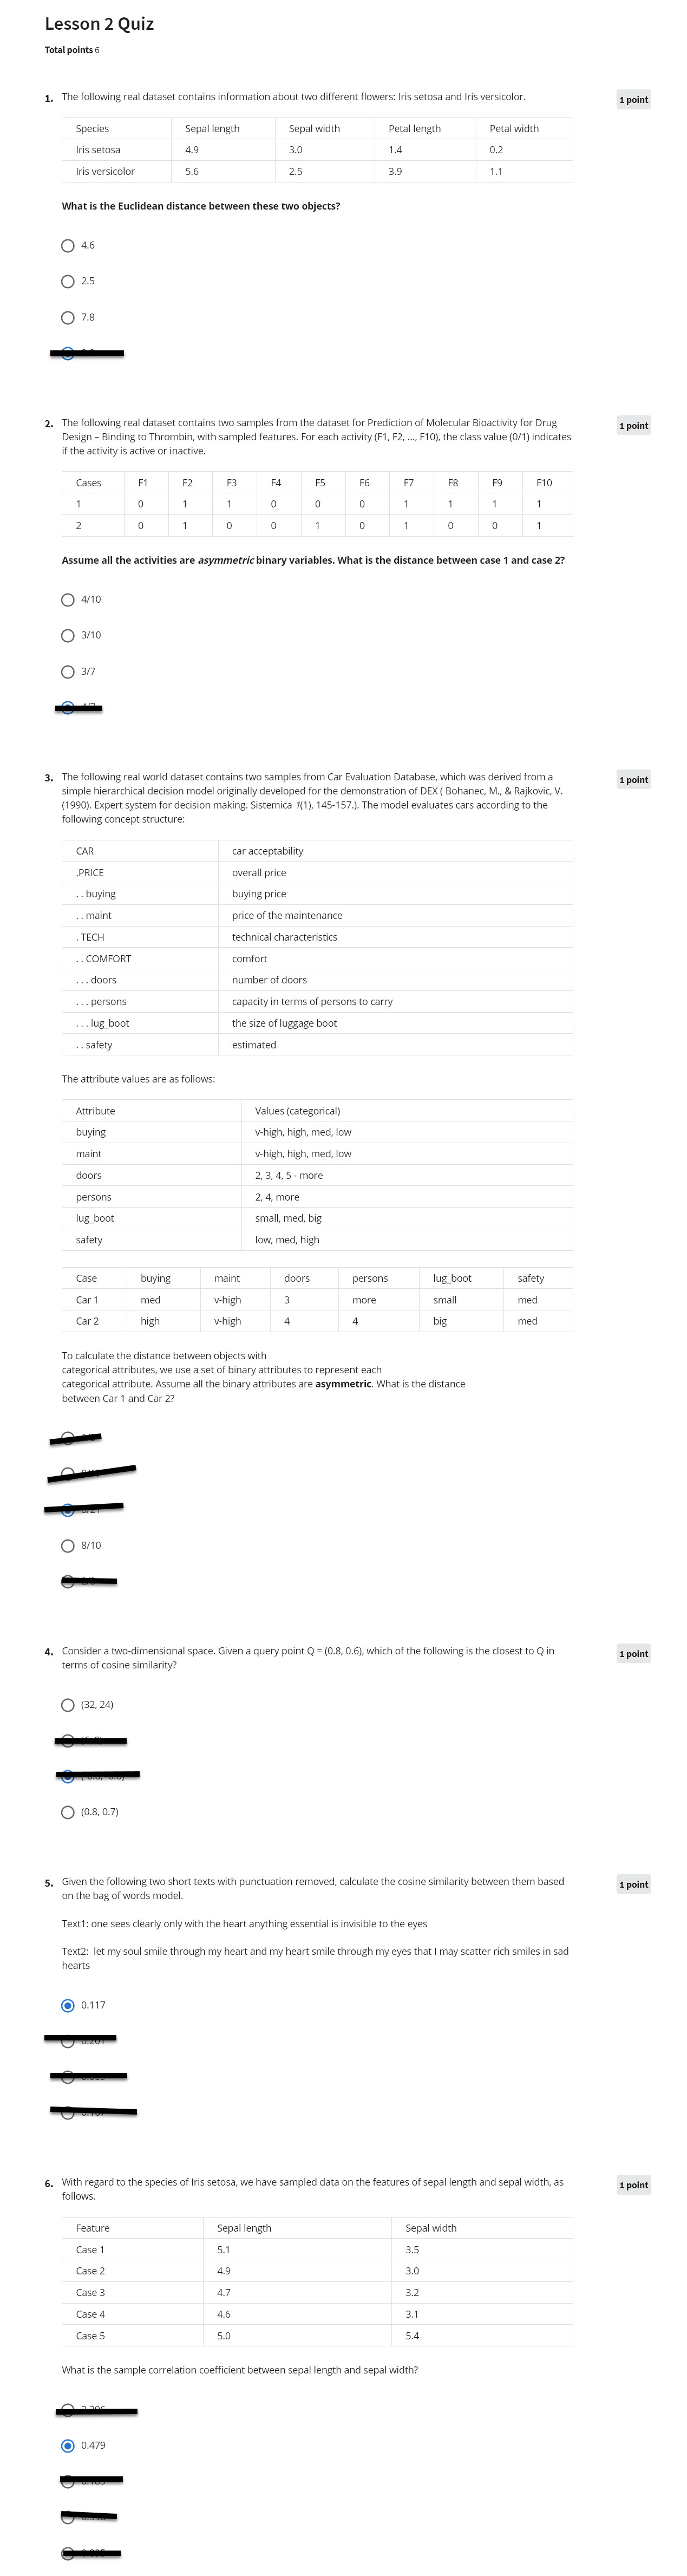 Lesson 2 Quiz
Total points 6
1. The following real dataset contains information about two different flowers: Iris setosa and Iris versicolor.
1 point
Species Sepal length Sepal width Petal length Petal width
Iris setosa 4.9 3.0 1.4 0.2
Iris versicolor 5.6 2.5 3.9 1.1
What is the Euclidean distance between these two objects?
4.6
2.5
7.8
2. The following real dataset contains two samples from the dataset for Prediction of Molecular Bioactivity for Drug
1 point
Design – Binding to Thrombin, with sampled features. For each activity (F1, F2, ..., F10), the class value (0/1) indicates
if the activity is active or inactive.
Cases F1 F2 F3 F4 F5 F6 F7 F8 F9 F10
1 0 1 1 0 0 0 1 1 1 1
2 0 1 0 0 1 0 1 0 0 1
Assume all the activities are asymmetric binary variables. What is the distance between case 1 and case 2?
4/10
3/10
3/7
3. The following real world dataset contains two samples from Car Evaluation Database, which was derived from a
1 point
simple hierarchical decision model originally developed for the demonstration of DEX ( Bohanec, M., & Rajkovic, V.
(1990). Expert system for decision making. Sistemica 1(1), 145-157.). The model evaluates cars according to the
following concept structure:
CAR car acceptability
.PRICE overall price
. . buying buying price
. . maint price of the maintenance
. TECH technical characteristics
. . COMFORT comfort
. . . doors number of doors
. . . persons capacity in terms of persons to carry
. . . lug_boot the size of luggage boot
. . safety estimated
The attribute values are as follows:
Attribute Values (categorical)
buying v-high, high, med, low
maint v-high, high, med, low
doors 2, 3, 4, 5 - more
persons 2, 4, more
lug_boot small, med, big
safety low, med, high
Case buying maint doors persons lug_boot safety
Car 1 med v-high 3 more small med
Car 2 high v-high 4 4 big med
To calculate the distance between objects with
categorical attributes, we use a set of binary attributes to represent each
categorical attribute. Assume all the binary attributes are asymmetric. What is the distance
between Car 1 and Car 2?
8/10
4. Consider a two-dimensional space. Given a query point Q = (0.8, 0.6), which of the following is the closest to Q in
1 point
terms of cosine similarity?
(32, 24)
(0.8, 0.7)
5. Given the following two short texts with punctuation removed, calculate the cosine similarity between them based
1 point
on the bag of words model.
Text1: one sees clearly only with the heart anything essential is invisible to the eyes
Text2: let my soul smile through my heart and my heart smile through my eyes that I may scatter rich smiles in sad
hearts
0.117
6. With regard to the species of Iris setosa, we have sampled data on the features of sepal length and sepal width, as
1 point
follows.
Feature Sepal length Sepal width
Case 1 5.1 3.5
Case 2 4.9 3.0
Case 3 4.7 3.2
Case 4 4.6 3.1
Case 5 5.0 5.4
What is the sample correlation coefficient between sepal length and sepal width?
0.479